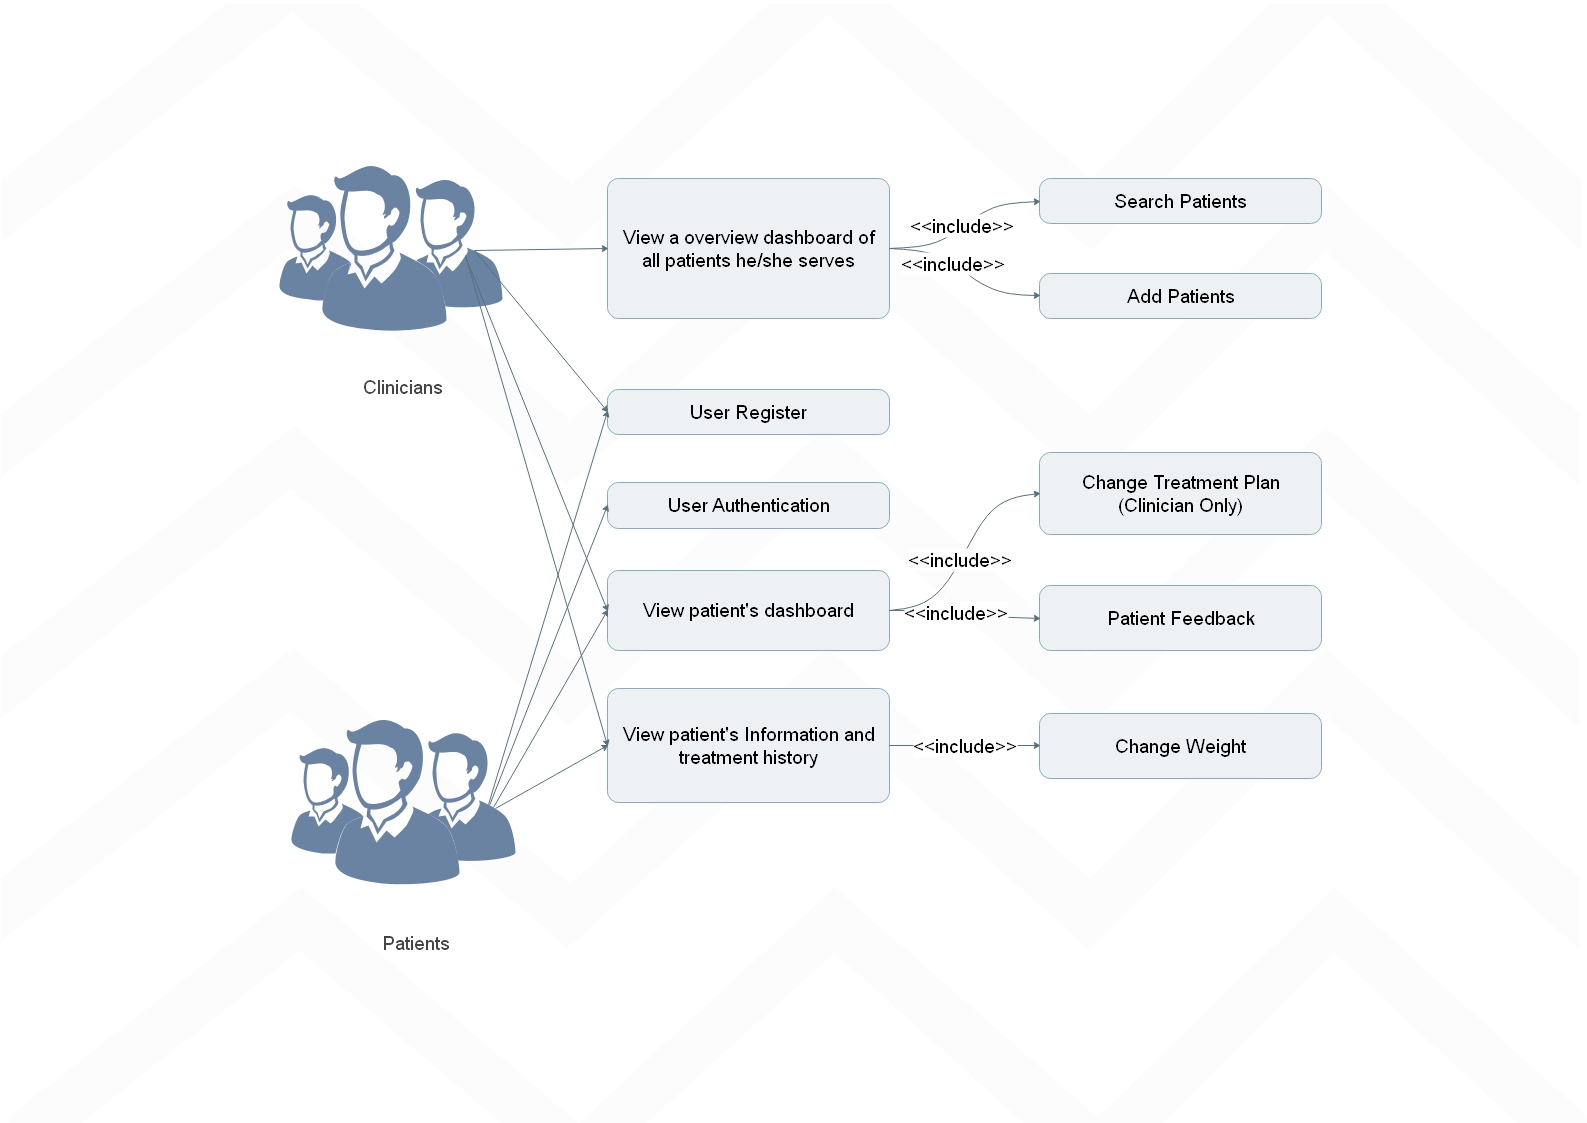 View a overview dashboard of
all patients he/she serves
<<include>>
<<include>>
Search Patients
Add Patients
Clinicians
User Register
User Authentication
View patient's dashboard
<<include>>
<<include>>
Change Treatment Plan
(Clinician Only)
Patient Feedback
View patient's Information and
treatment history
<<include>>
Change Weight
Patients